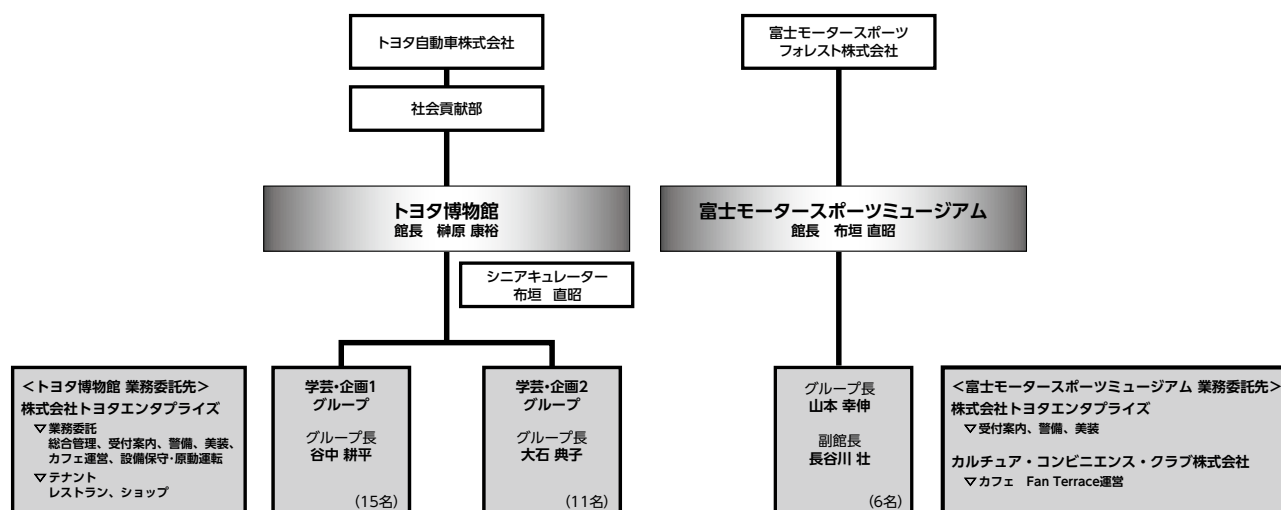 トヨタ自動車株式会社
社会貢献部
トヨタ博物館
館長 榊原 康裕
シニアキュレーター
布垣 直昭
学芸・企画1
グループ
グループ長
谷中 耕平
(15名)
学芸・企画2
グループ
グループ長
大石 典子
(11名)
<トヨタ博物館 業務委託先>
株式会社トヨタエンタプライズ
▽業務委託
総合管理、受付案内、警備、美装、
カフェ運営、設備保守・原動運転
▽テナント
レストラン、ショップ
富士モータースポーツ
フォレスト株式会社
富士モータースポーツミュージアム
館長 布垣 直昭
グループ長
山本 幸伸
副館長
長谷川 壮
(6名)
<富士モータースポーツミュージアム 業務委託先>
株式会社トヨタエンタプライズ
▽受付案内、警備、美装
カルチュア・コンビニエンス・クラブ株式会社
▽カフェ Fan Terrace運営